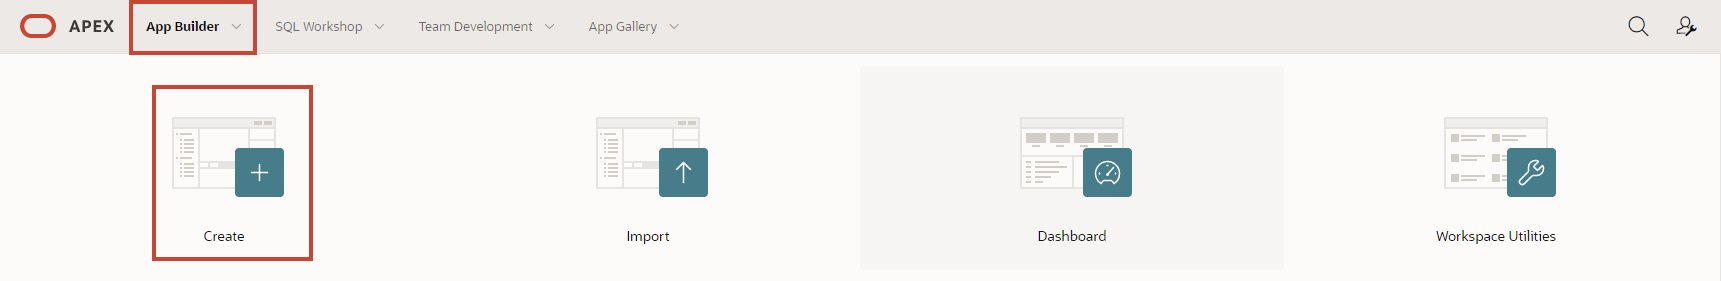 APEX App Builder SQL Workshop Team Development App Gallery
Create Import Dashboard Workspace Utilities